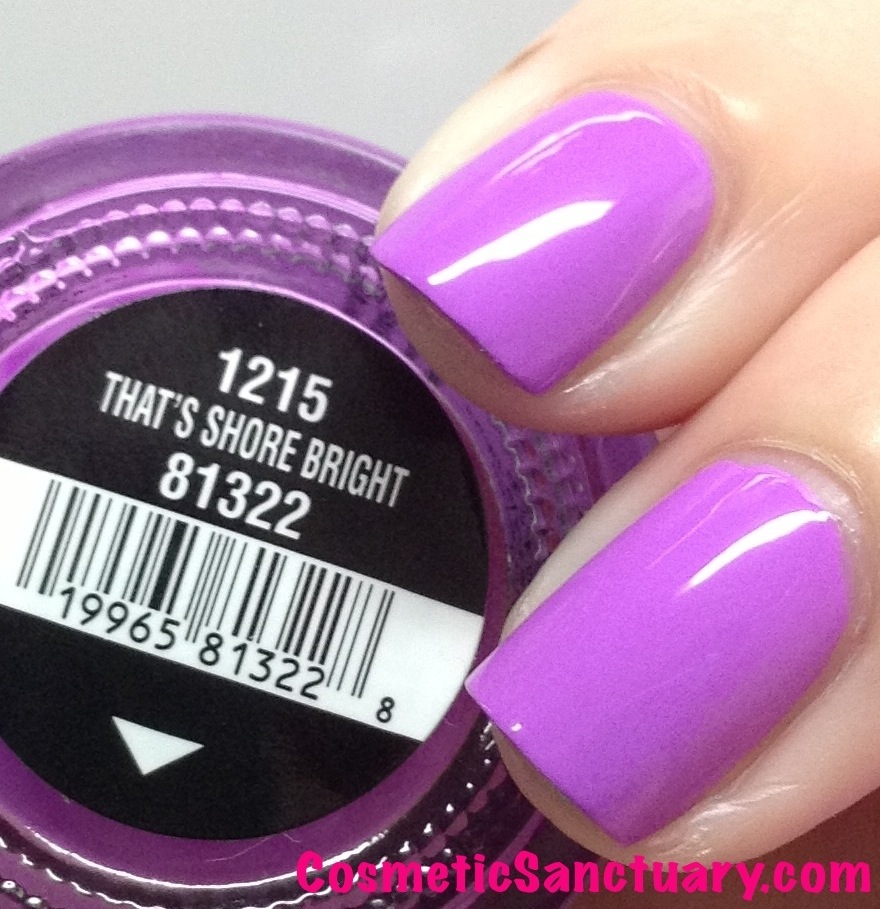 1215
THAT'S SHORE BRIGHT
81322
19965 81322 8
CosmeticSanctuary.com